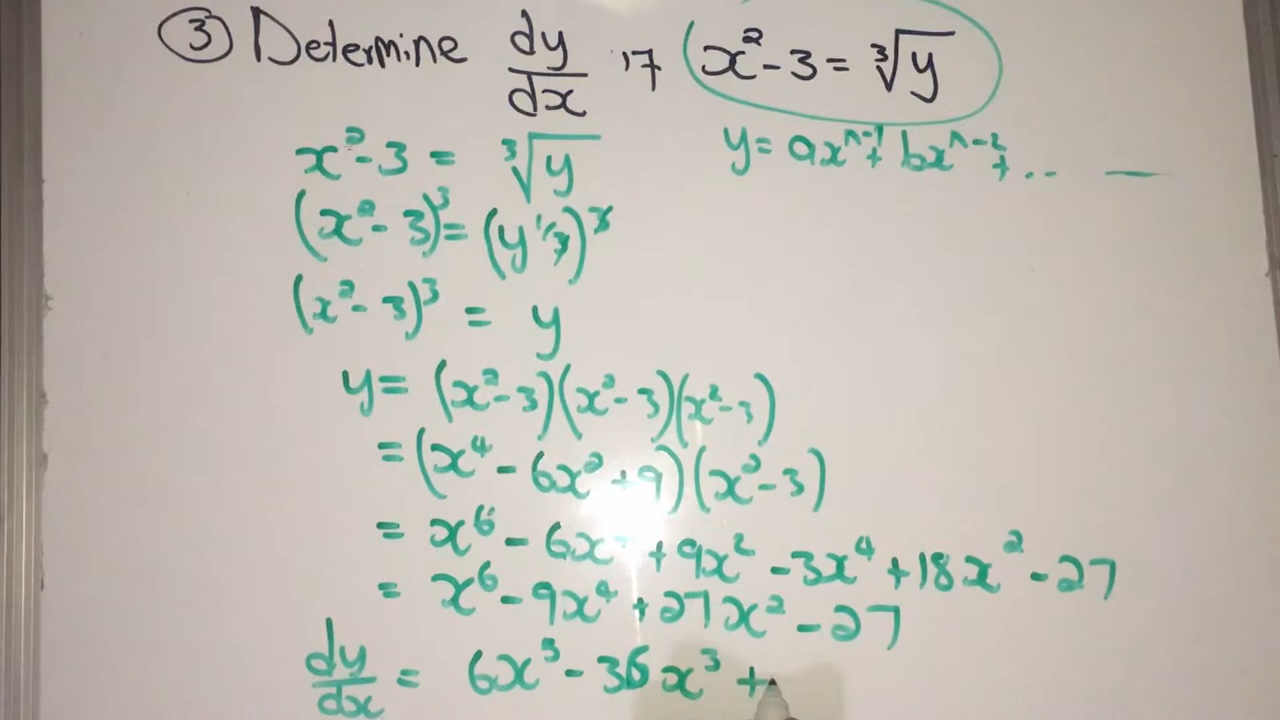 ③ Determine dy/dx if x² - 3 = ∛y
x² - 3 = ∛y
y = ax^(n-1) + bx^(n-2) + ..
(x² - 3)³ = (y^(1/3))³
(x² - 3)³ = y
y = (x² - 3)(x² - 3)(x² - 3)
= (x⁴ - 6x² + 9)(x² - 3)
= x⁶ - 6x + 9x² - 3x⁴ + 18x² - 27
= x⁶ - 9x⁴ + 27x² - 27
dy/dx = 6x⁵ - 36x³ +